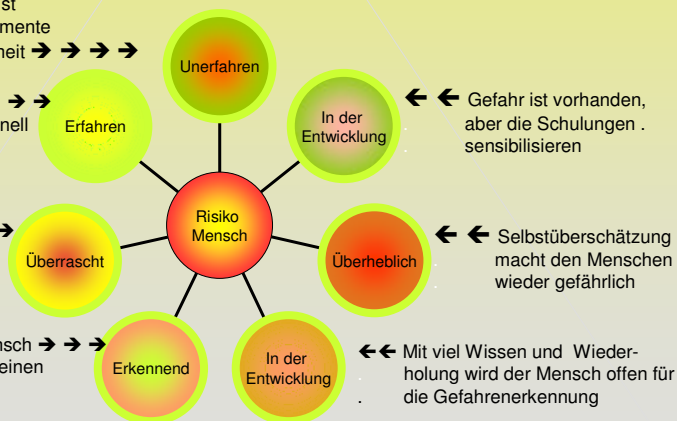 ist
mente
heit ➔ ➔ ➔ ➔
Unerfahren
➔ ➔
nell
Erfahren
In der
Entwicklung
🡰 🡰 Gefahr ist vorhanden,
aber die Schulungen .
sensibilisieren
Risiko
Mensch
➔
Überrascht
Überheblich
🡰 🡰 Selbstüberschätzung
macht den Menschen
wieder gefährlich
nsch ➔ ➔ ➔
einen
Erkennend
In der
Entwicklung
🡰🡰 Mit viel Wissen und Wieder-
holung wird der Mensch offen für
. die Gefahrenerkennung